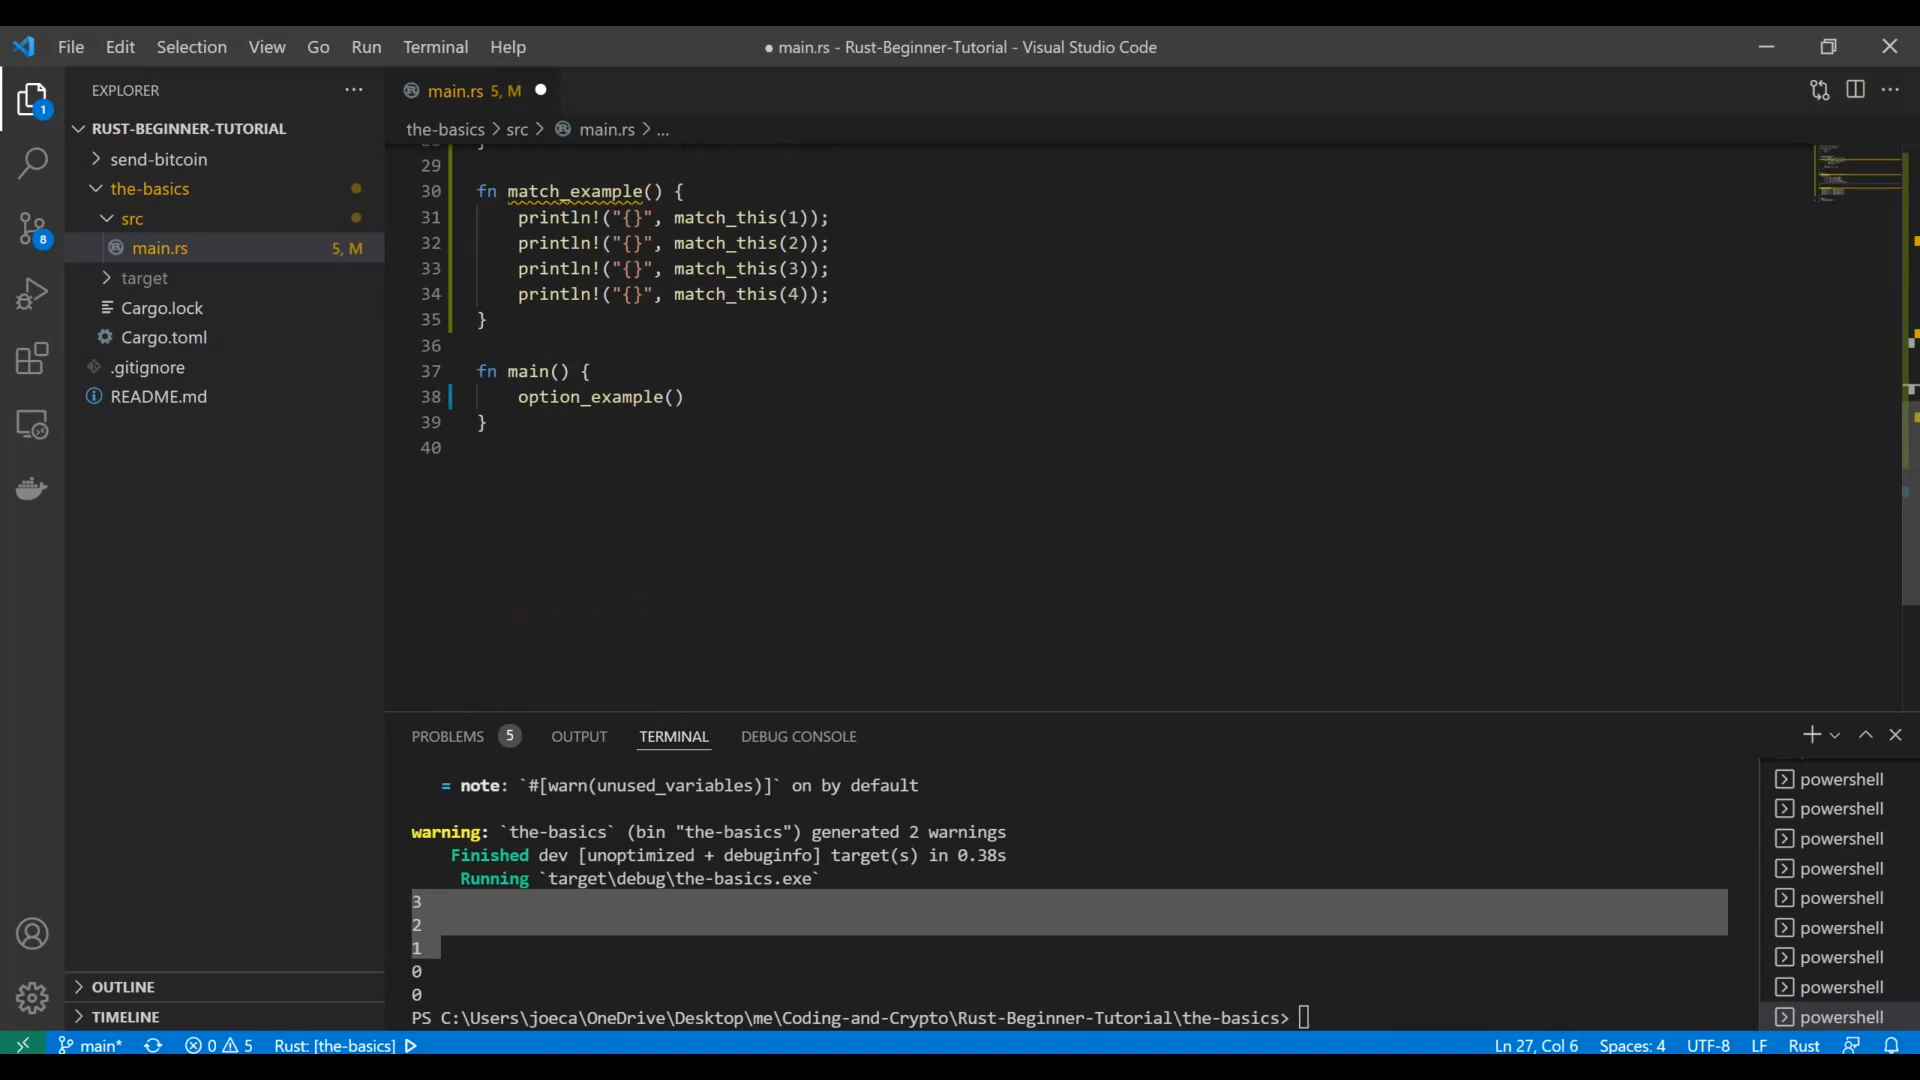 File Edit Selection View Go Run Terminal Help
● main.rs - Rust-Beginner-Tutorial - Visual Studio Code
EXPLORER
RUST-BEGINNER-TUTORIAL
send-bitcoin
the-basics
src
main.rs 5, M
target
Cargo.lock
Cargo.toml
.gitignore
README.md
OUTLINE
TIMELINE
1
8
main.rs 5, M
the-basics > src > main.rs > ...
29
30 fn match_example() {
31     println!("{}", match_this(1));
32     println!("{}", match_this(2));
33     println!("{}", match_this(3));
34     println!("{}", match_this(4));
35 }
36
37 fn main() {
38     option_example()
39 }
40
PROBLEMS 5 OUTPUT TERMINAL DEBUG CONSOLE
= note: `#[warn(unused_variables)]` on by default
warning: `the-basics` (bin "the-basics") generated 2 warnings
Finished dev [unoptimized + debuginfo] target(s) in 0.38s
Running `target\debug\the-basics.exe`
3
2
1
0
0
PS C:\Users\joeca\OneDrive\Desktop\me\Coding-and-Crypto\Rust-Beginner-Tutorial\the-basics>
powershell
powershell
powershell
powershell
powershell
powershell
powershell
powershell
powershell
main* 0 5 Rust: [the-basics]
Ln 27, Col 6 Spaces: 4 UTF-8 LF Rust